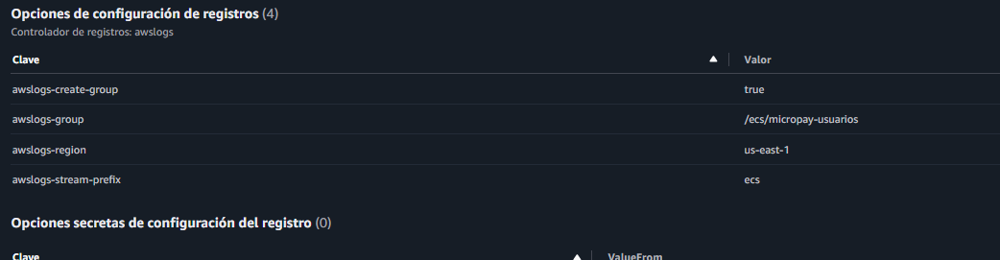 Opciones de configuración de registros (4)
Controlador de registros: awslogs
Clave Valor
awslogs-create-group true
awslogs-group /ecs/micropay-usuarios
awslogs-region us-east-1
awslogs-stream-prefix ecs
Opciones secretas de configuración del registro (0)
Clave ValueFrom